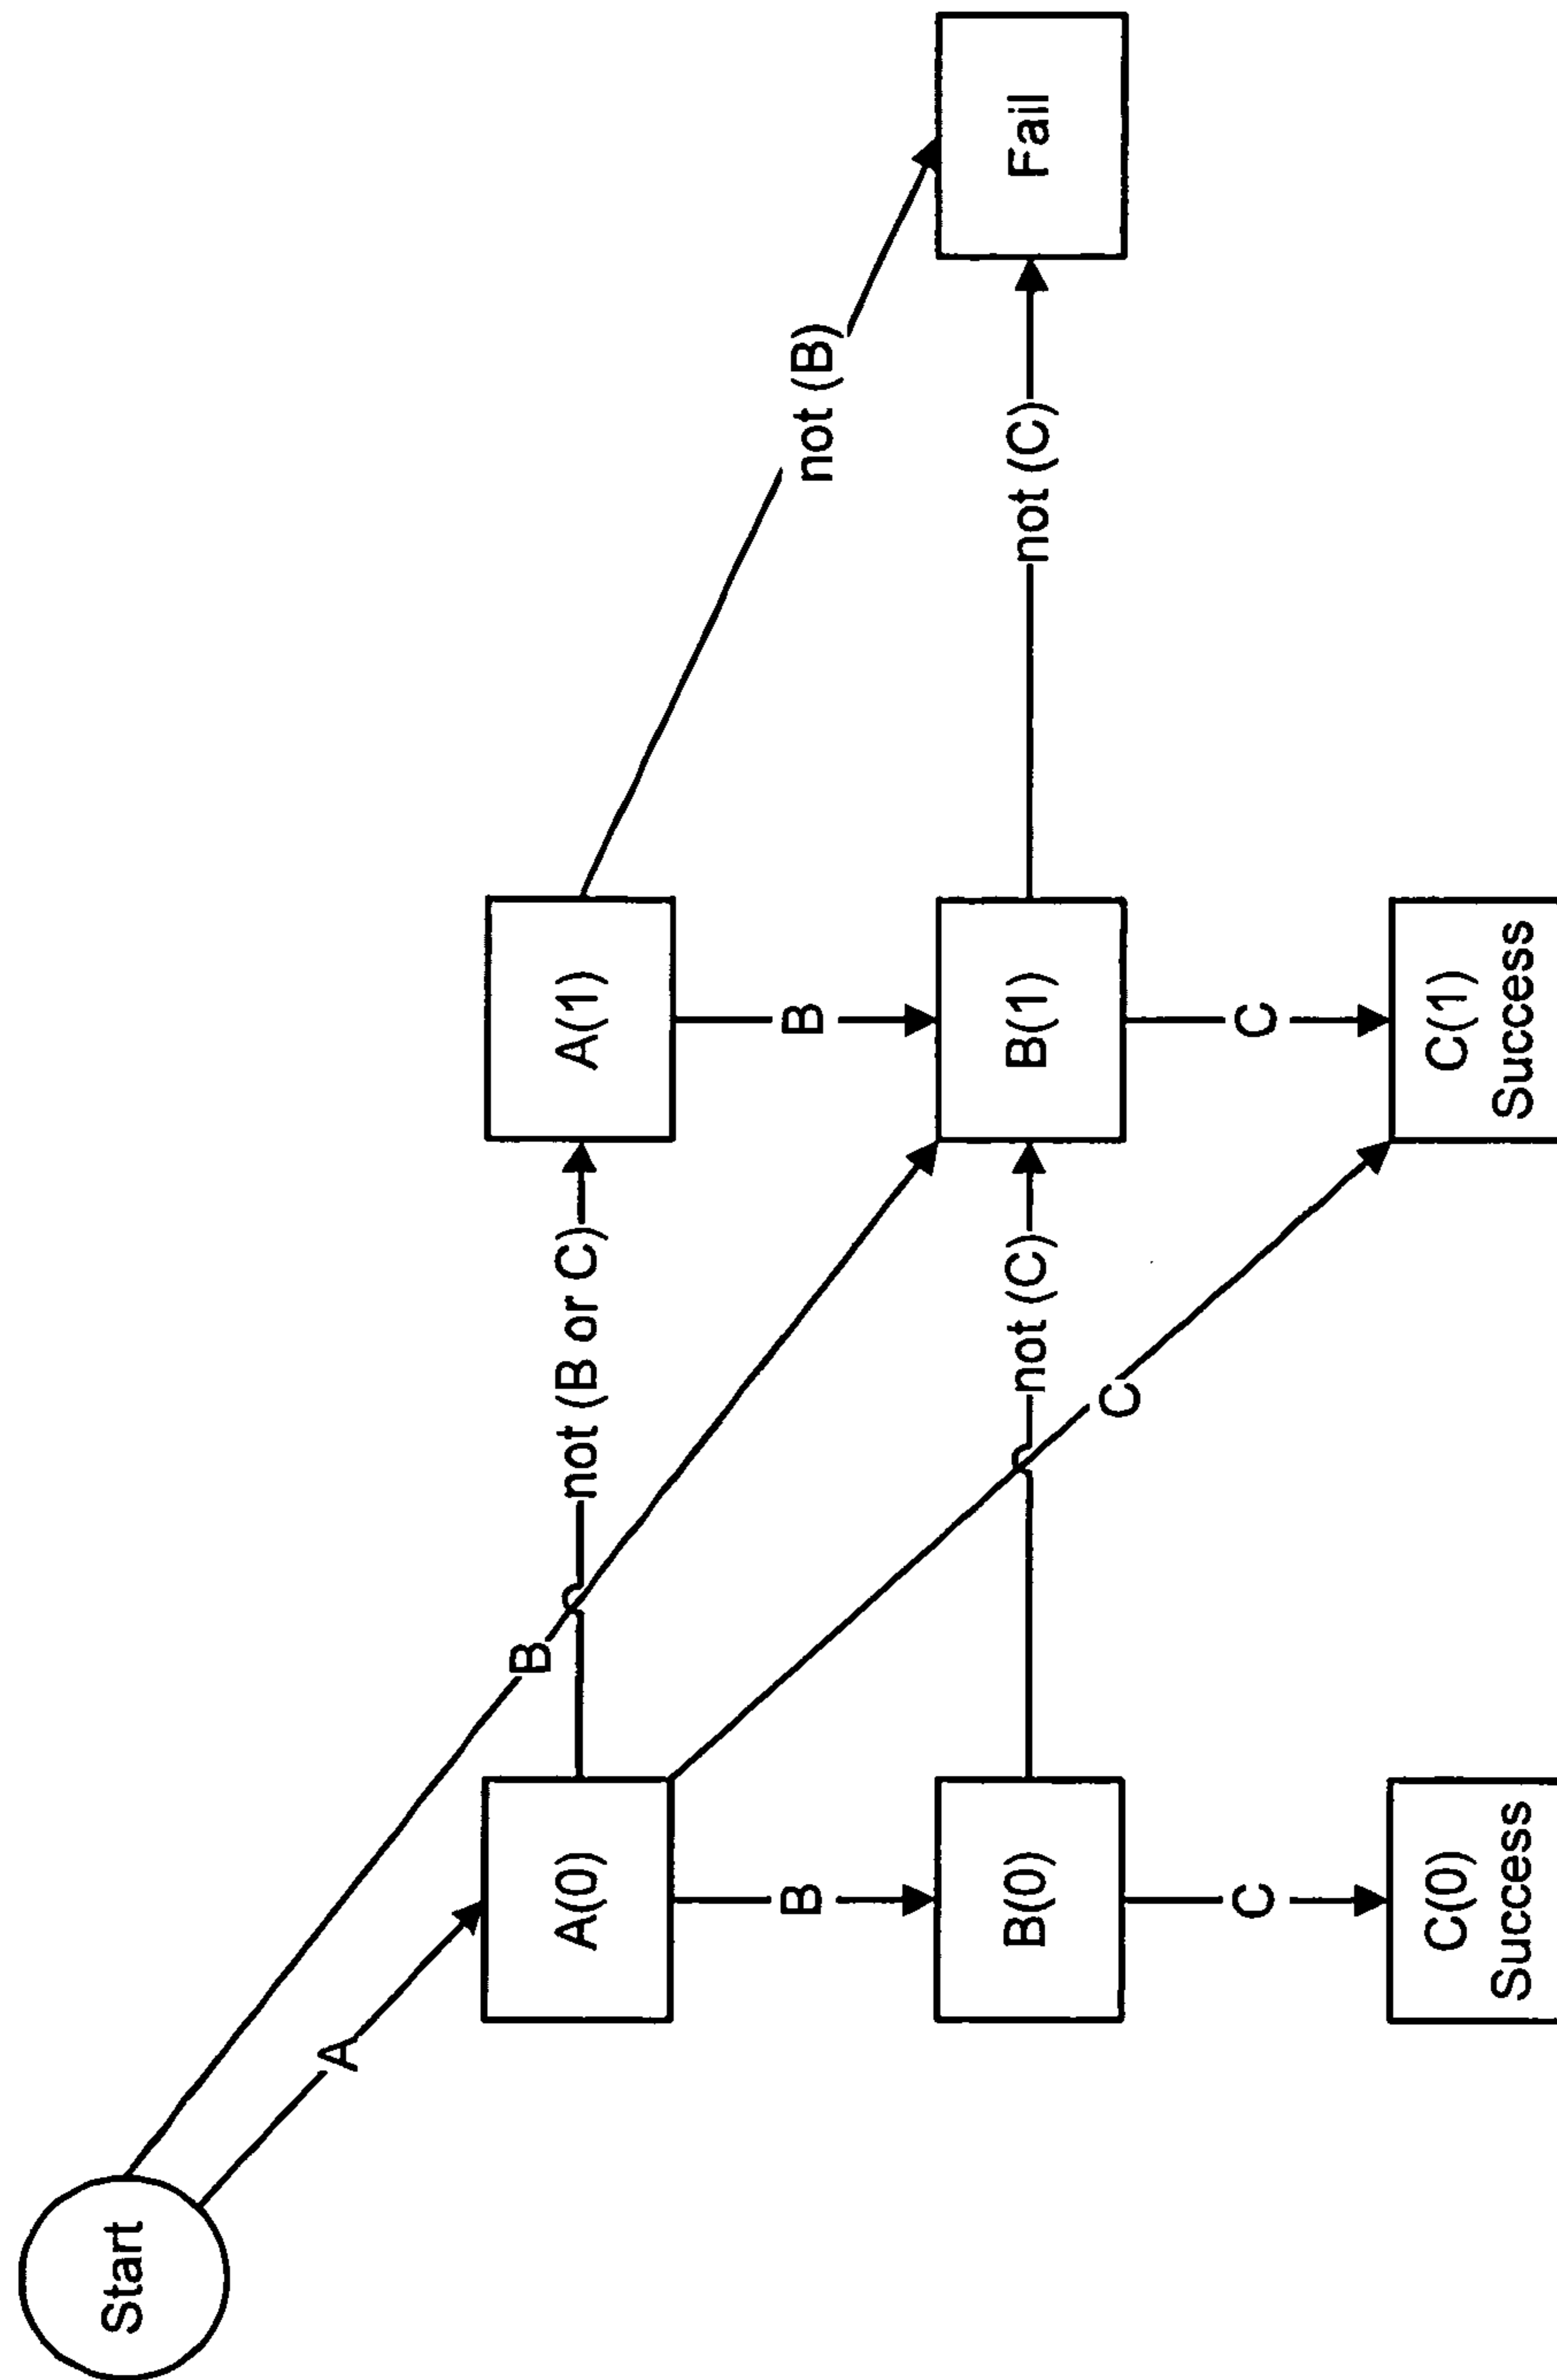 Start
A
B
A(0)
not (B or C)
A(1)
not (B)
B
C
B
B(0)
not (C)
B(1)
not (C)
Fail
C
C
C(0)
Success
C(1)
Success